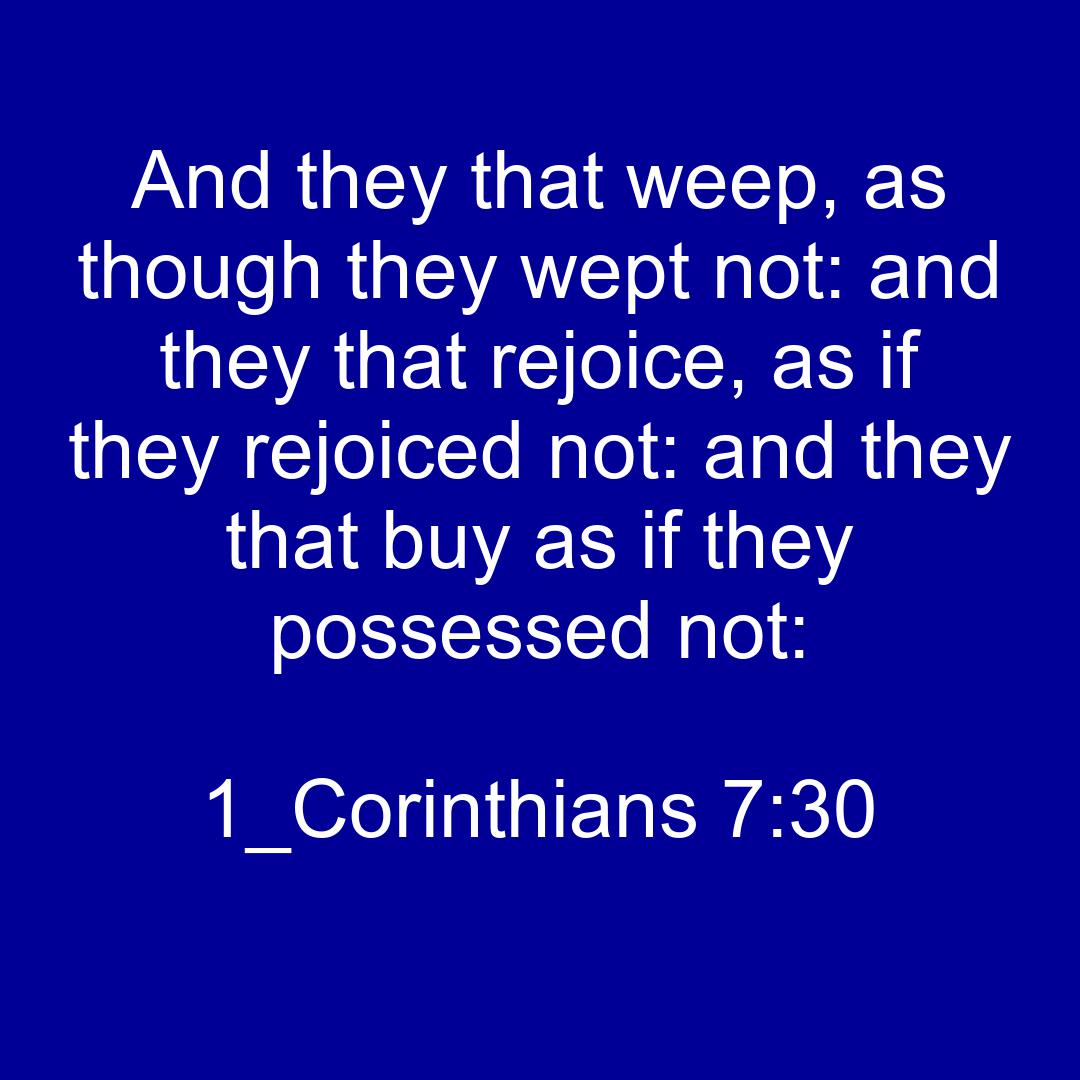 And they that weep, as
though they wept not: and
they that rejoice, as if
they rejoiced not: and they
that buy as if they
possessed not:
1_Corinthians 7:30